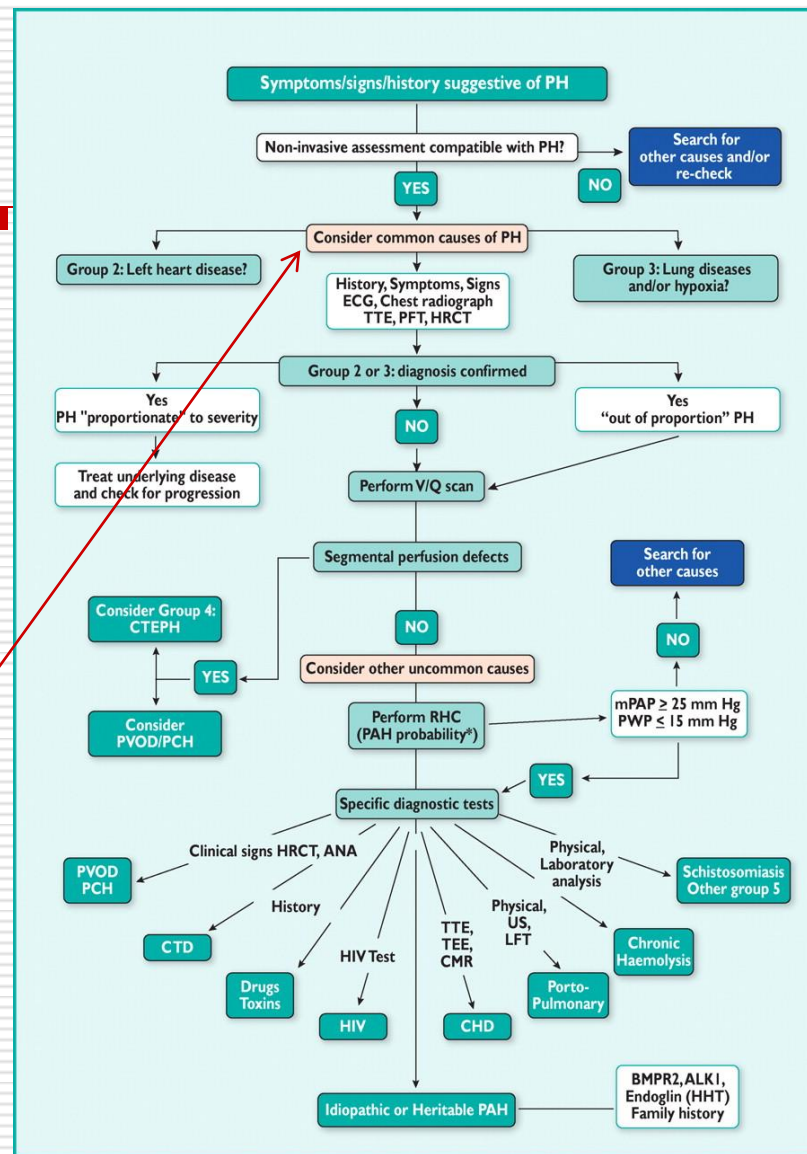 Symptoms/signs/history suggestive of PH
Non-invasive assessment compatible with PH?
Search for
other causes and/or
re-check
YES
NO
Consider common causes of PH
Group 2: Left heart disease?
History, Symptoms, Signs
ECG, Chest radiograph
TTE, PFT, HRCT
Group 3: Lung diseases
and/or hypoxia?
Group 2 or 3: diagnosis confirmed
Yes
PH "proportionate" to severity
NO
Yes
“out of proportion” PH
Treat underlying disease
and check for progression
Perform V/Q scan
Segmental perfusion defects
Search for
other causes
Consider Group 4:
CTEPH
NO
NO
YES
Consider other uncommon causes
Consider
PVOD/PCH
Perform RHC
(PAH probability*)
mPAP ≥ 25 mm Hg
PWP ≤ 15 mm Hg
YES
Specific diagnostic tests
PVOD
PCH
Clinical signs HRCT, ANA
Physical,
Laboratory
analysis
Schistosomiasis
Other group 5
History
CTD
HIV Test
TTE,
TEE,
CMR
Physical,
US,
LFT
Chronic
Haemolysis
Drugs
Toxins
HIV
CHD
Porto-
Pulmonary
Idiopathic or Heritable PAH
BMPR2, ALK1,
Endoglin (HHT)
Family history